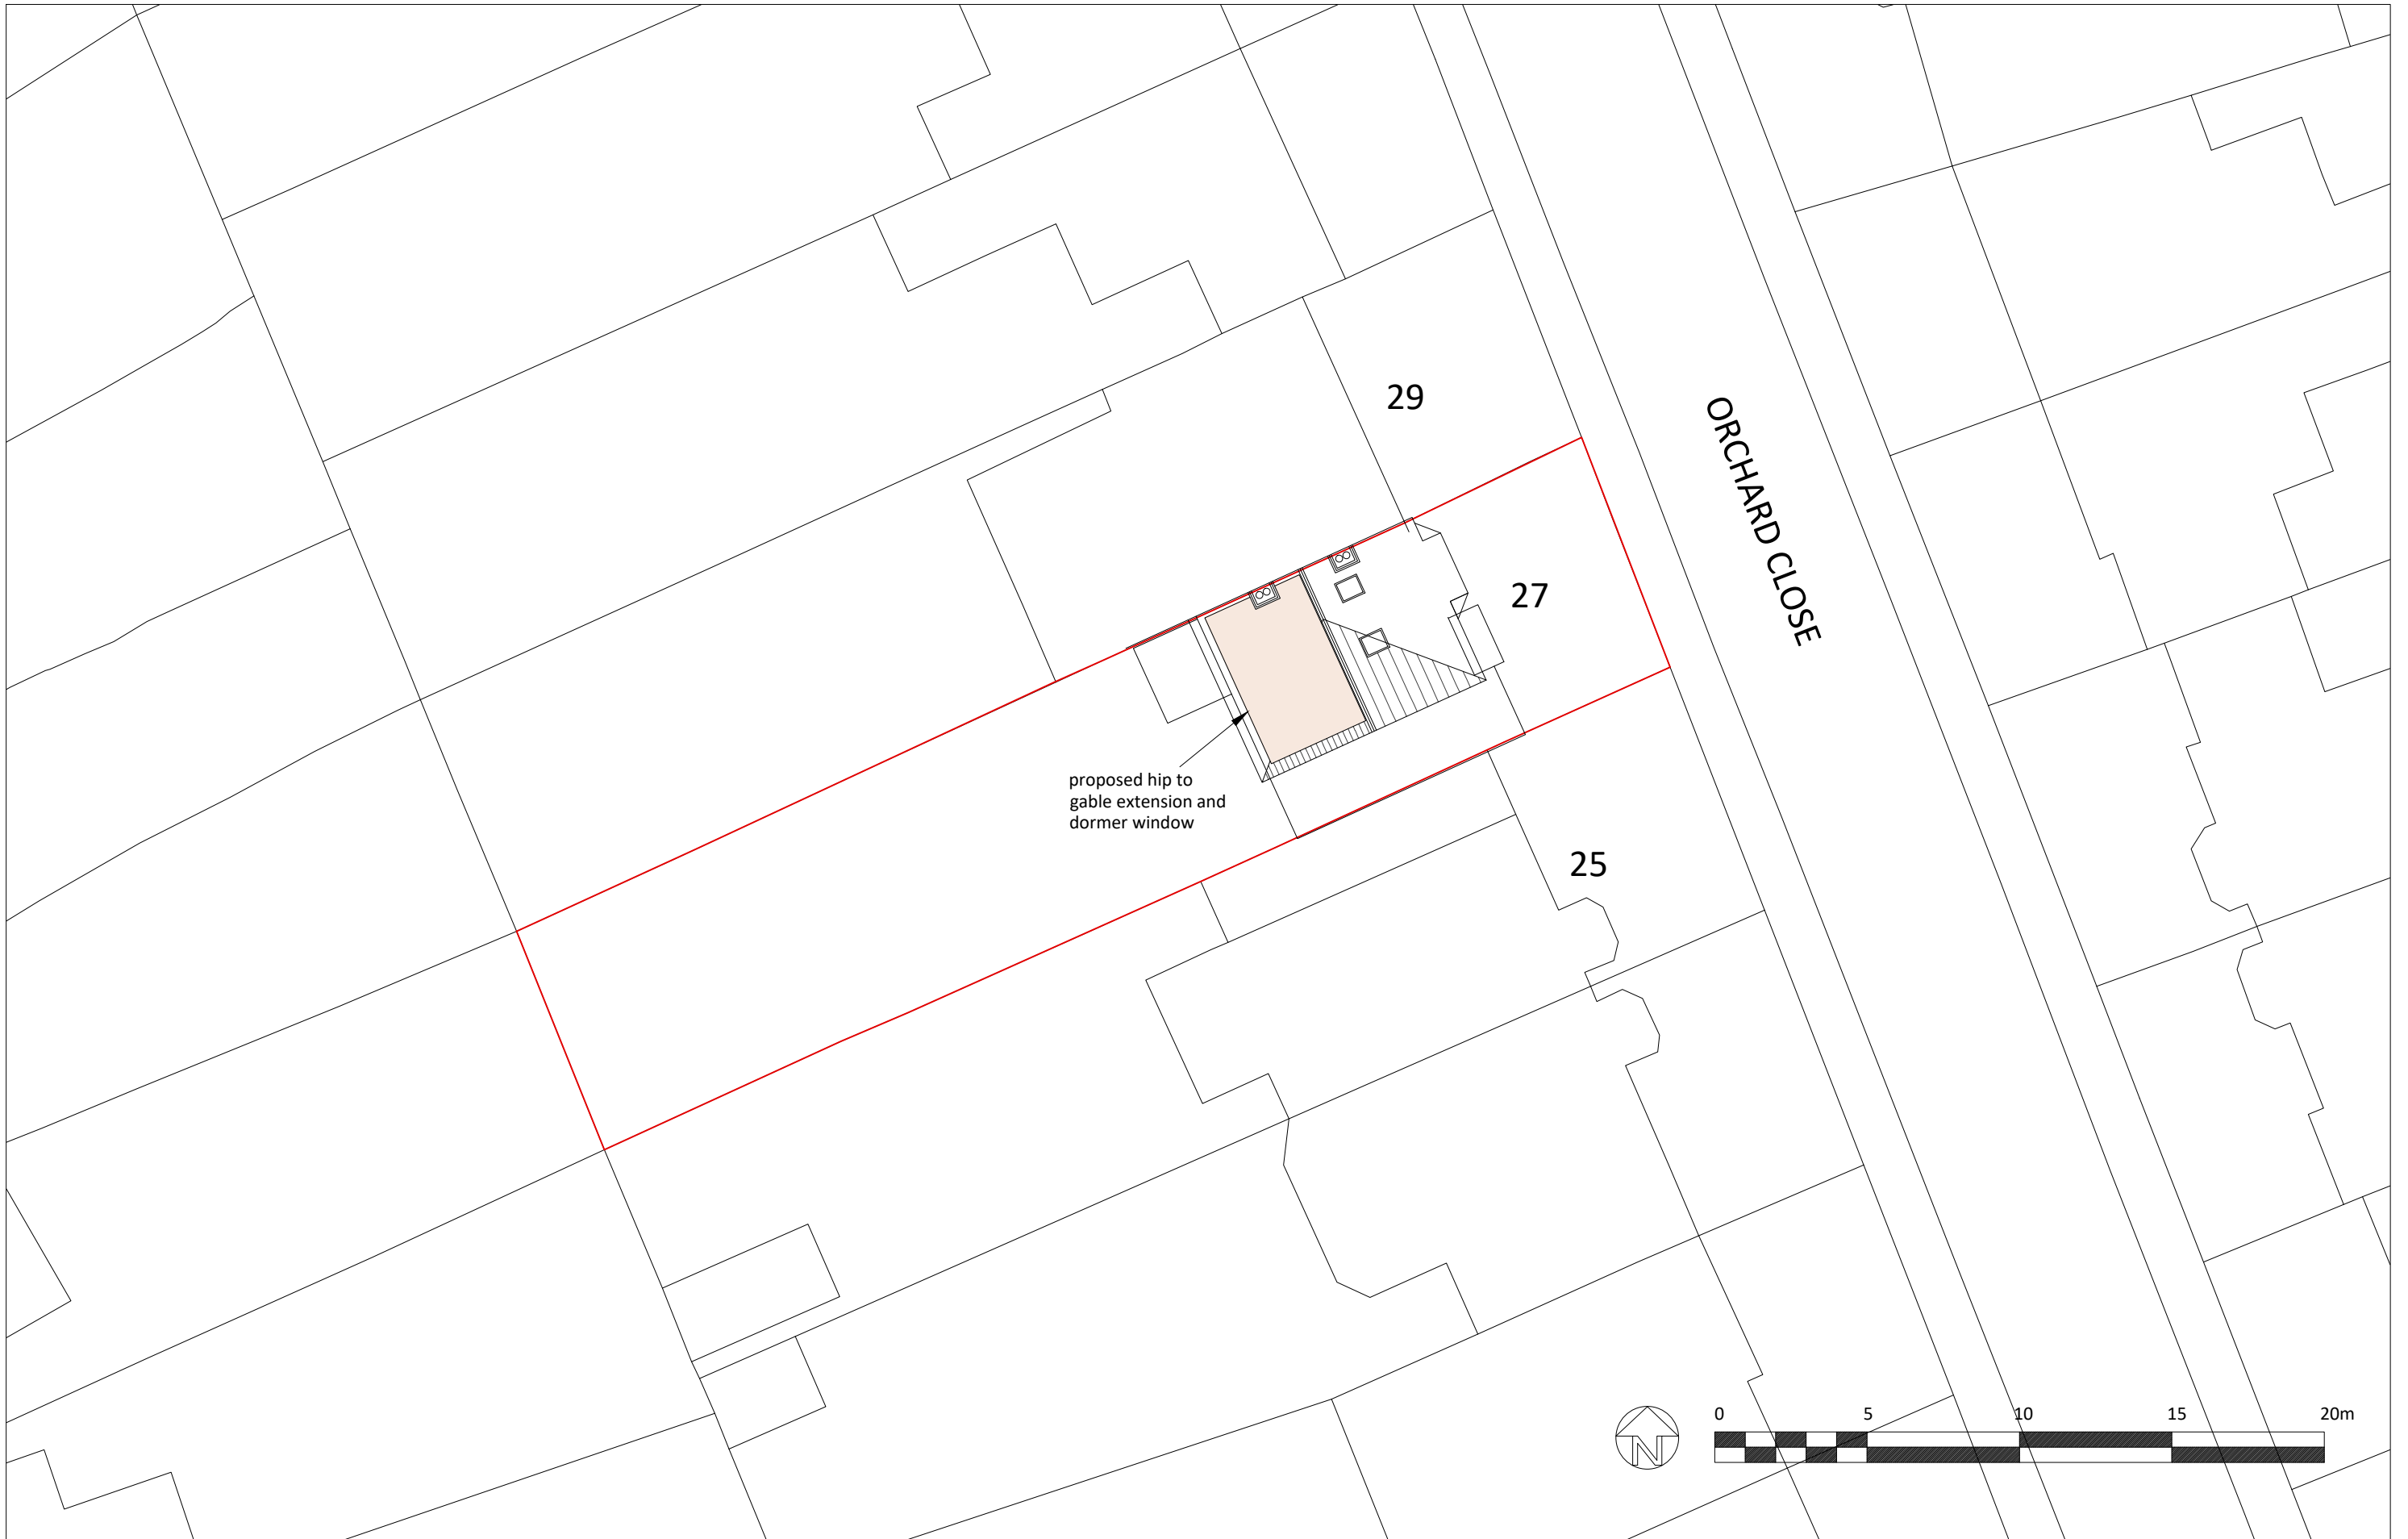 29
ORCHARD CLOSE
27
proposed hip to
gable extension and
dormer window
25
N
0 5 10 15 20m